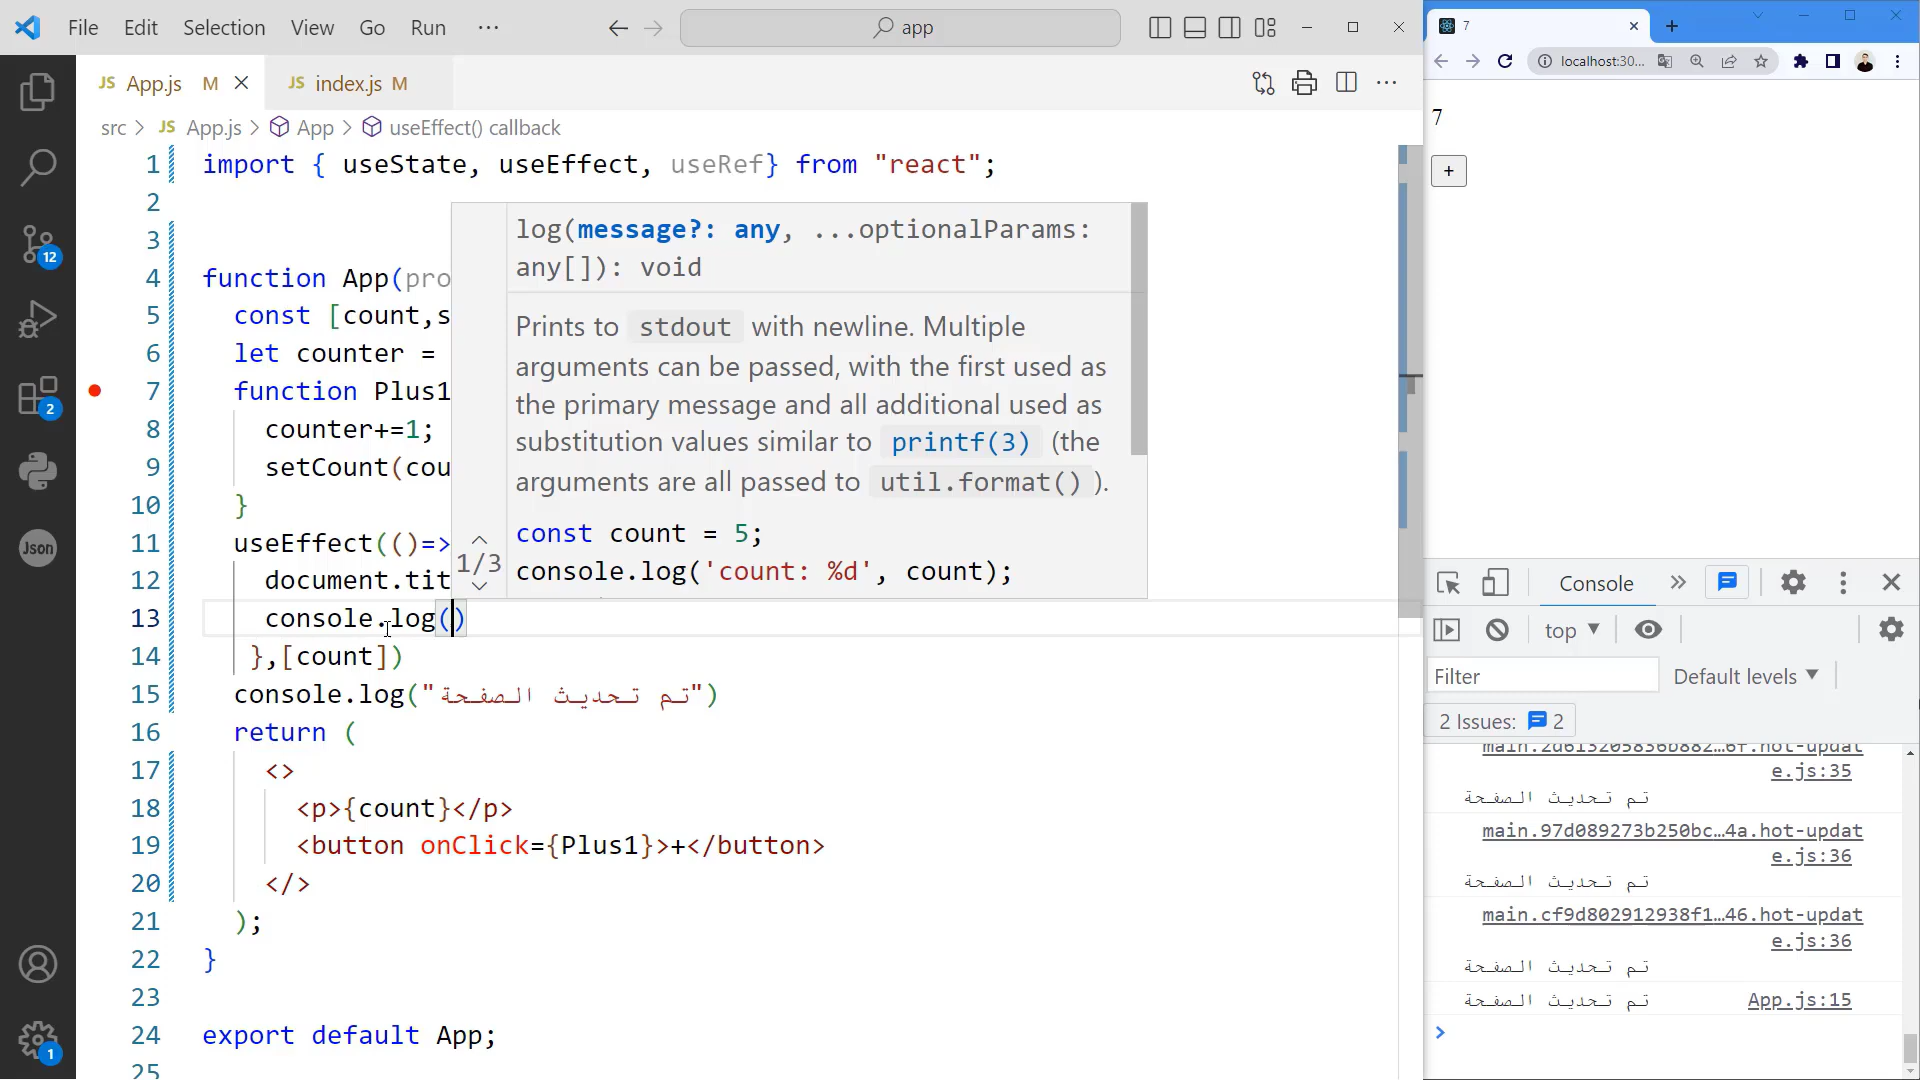 File Edit Selection View Go Run ··· app
JS App.js M JS index.js M
src > JS App.js > App > useEffect() callback
1 import { useState, useEffect, useRef} from "react";
2
3
4 function App(pro
5 const [count,s
6 let counter =
7 function Plus1
8 counter+=1;
9 setCount(cou
10 }
11 useEffect(()=>
12 document.tit
13 console.log()
14 },[count])
15 console.log("تم تحديث الصفحة")
16 return (
17 <>
18 <p>{count}</p>
19 <button onClick={Plus1}>+</button>
20 </>
21 );
22 }
23
24 export default App;
25
log(message?: any, ...optionalParams:
any[]): void
Prints to stdout with newline. Multiple
arguments can be passed, with the first used as
the primary message and all additional used as
substitution values similar to printf(3) (the
arguments are all passed to util.format() ).
const count = 5;
console.log('count: %d', count);
1/3
12
2
Json
1
7
localhost:30...
7
+
Console
top
Filter Default levels
2 Issues: 2
main.2d613205836b882…6f.hot-updat
e.js:35
تم تحديث الصفحة
main.97d089273b250bc…4a.hot-updat
e.js:36
تم تحديث الصفحة
main.cf9d802912938f1…46.hot-updat
e.js:36
تم تحديث الصفحة
تم تحديث الصفحة App.js:15